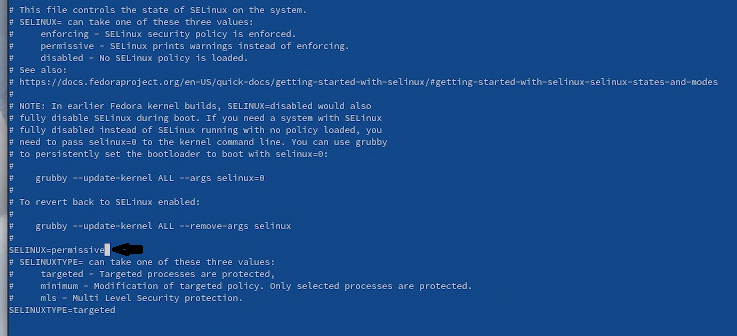 # This file controls the state of SELinux on the system.
# SELINUX= can take one of these three values:
#     enforcing - SELinux security policy is enforced.
#     permissive - SELinux prints warnings instead of enforcing.
#     disabled - No SELinux policy is loaded.
# See also:
# https://docs.fedoraproject.org/en-US/quick-docs/getting-started-with-selinux/#getting-started-with-selinux-selinux-states-and-modes
#
# NOTE: In earlier Fedora kernel builds, SELINUX=disabled would also
# fully disable SELinux during boot. If you need a system with SELinux
# fully disabled instead of SELinux running with no policy loaded, you
# need to pass selinux=0 to the kernel command line. You can use grubby
# to persistently set the bootloader to boot with selinux=0:
#
#    grubby --update-kernel ALL --args selinux=0
#
# To revert back to SELinux enabled:
#
#    grubby --update-kernel ALL --remove-args selinux
#
SELINUX=permissive
# SELINUXTYPE= can take one of these three values:
#     targeted - Targeted processes are protected,
#     minimum - Modification of targeted policy. Only selected processes are protected.
#     mls - Multi Level Security protection.
SELINUXTYPE=targeted